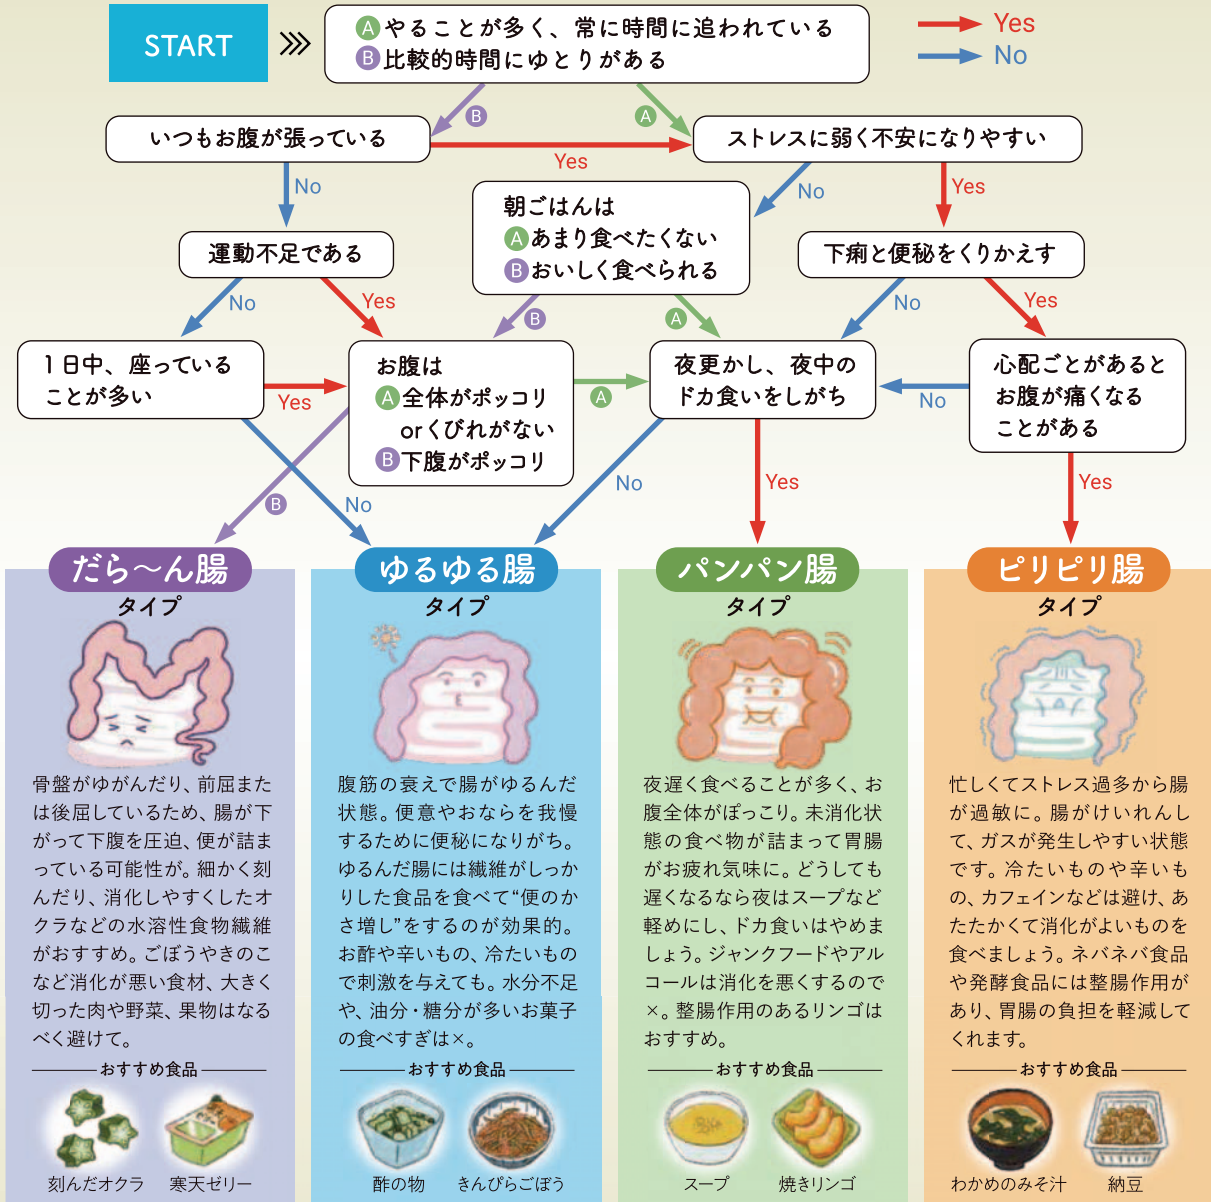 START
A やることが多く、常に時間に追われている
B 比較的時間にゆとりがある
Yes
No
B
A
いつもお腹が張っている
Yes
ストレスに弱く不安になりやすい
No
No
Yes
朝ごはんは
A あまり食べたくない
B おいしく食べられる
運動不足である
下痢と便秘をくりかえす
No
Yes
B
A
No
Yes
1日中、座っている
ことが多い
Yes
お腹は
A 全体がポッコリ
orくびれがない
B 下腹がポッコリ
A
夜更かし、夜中の
ドカ食いをしがち
No
心配ごとがあると
お腹が痛くなる
ことがある
B
No
No
Yes
Yes
だら〜ん腸
タイプ
骨盤がゆがんだり、前屈また
は後屈しているため、腸が下
がって下腹を圧迫、便が詰ま
っている可能性が。細かく刻
んだり、消化しやすくしたオ
クラなどの水溶性食物繊維
がおすすめ。ごぼうやきのこ
など消化が悪い食材、大きく
切った肉や野菜、果物はなる
べく避けて。
おすすめ食品
刻んだオクラ
寒天ゼリー
ゆるゆる腸
タイプ
腹筋の衰えで腸がゆるんだ
状態。便意やおならを我慢
するために便秘になりがち。
ゆるんだ腸には繊維がしっか
りした食品を食べて“便のか
さ増し”をするのが効果的。
お酢や辛いもの、冷たいもの
で刺激を与えても。水分不足
や、油分・糖分が多いお菓子
の食べすぎは×。
おすすめ食品
酢の物
きんぴらごぼう
パンパン腸
タイプ
夜遅く食べることが多く、お
腹全体がぽっこり。未消化状
態の食べ物が詰まって胃腸
がお疲れ気味に。どうしても
遅くなるなら夜はスープなど
軽めにし、ドカ食いはやめま
しょう。ジャンクフードやアル
コールは消化を悪くするので
×。整腸作用のあるリンゴは
おすすめ。
おすすめ食品
スープ
焼きリンゴ
ピリピリ腸
タイプ
忙しくてストレス過多から腸
が過敏に。腸がけいれんし
て、ガスが発生しやすい状態
です。冷たいものや辛いも
の、カフェインなどは避け、あ
たたかくて消化がよいものを
食べましょう。ネバネバ食品
や発酵食品には整腸作用が
あり、胃腸の負担を軽減して
くれます。
おすすめ食品
わかめのみそ汁
納豆